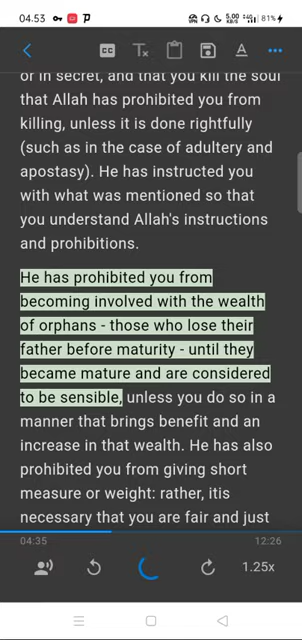 04.53
5,00
KB/S
4G
81%
CC
A
or in secret, and that you kill the soul
that Allah has prohibited you from
killing, unless it is done rightfully
(such as in the case of adultery and
apostasy). He has instructed you
with what was mentioned so that
you understand Allah's instructions
and prohibitions.
He has prohibited you from
becoming involved with the wealth
of orphans - those who lose their
father before maturity - until they
became mature and are considered
to be sensible, unless you do so in a
manner that brings benefit and an
increase in that wealth. He has also
prohibited you from giving short
measure or weight: rather, itis
necessary that you are fair and just
04:35
12:26
1.25x